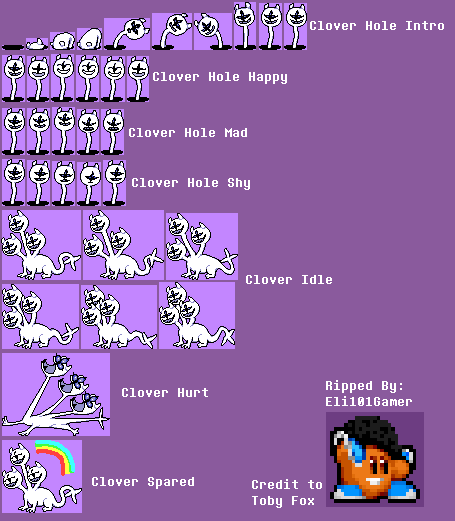 Clover Hole Intro
Clover Hole Happy
Clover Hole Mad
Clover Hole Shy
Clover Idle
Clover Hurt
Clover Spared
Ripped By:
Eli101Gamer
Credit to
Toby Fox